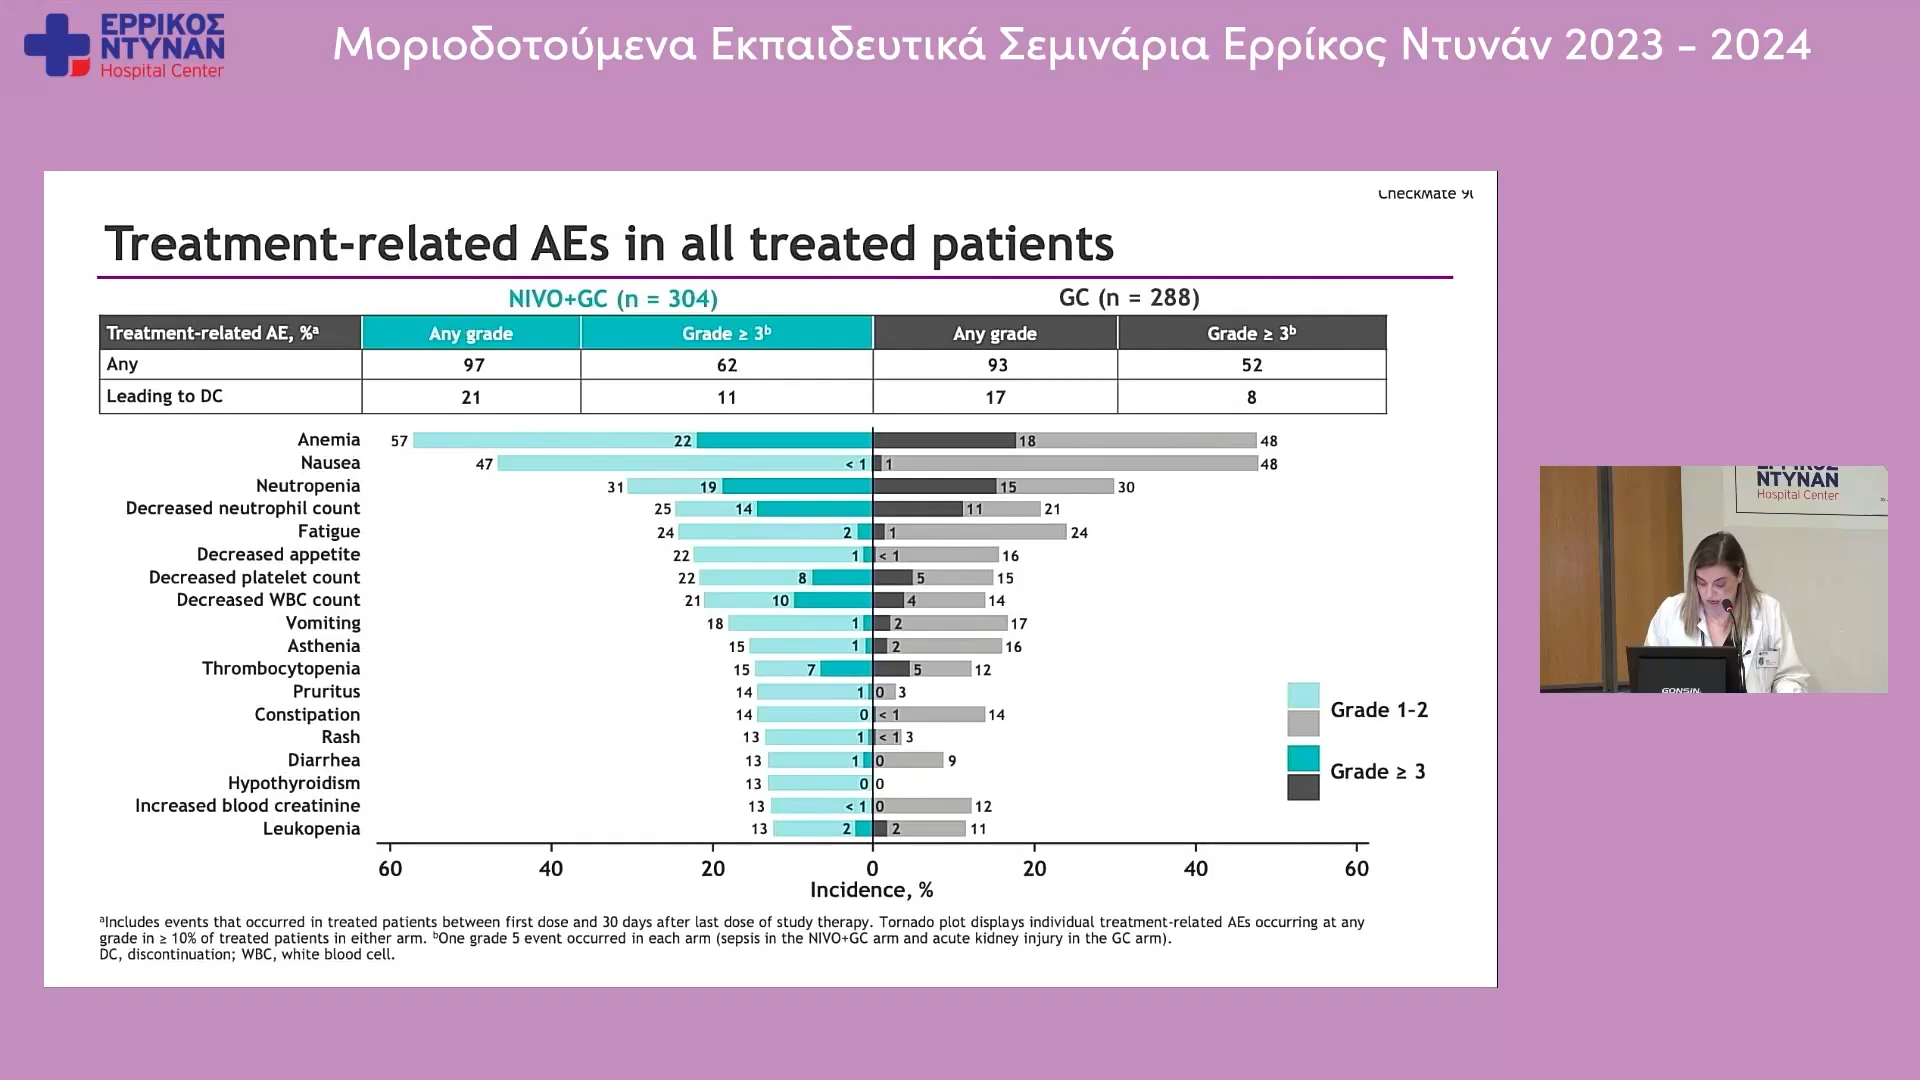 ΕΡΡΙΚΟΣ
ΝΤΥΝΑΝ
Hospital Center
Μοριοδοτούμενα Εκπαιδευτικά Σεμινάρια Ερρίκος Ντυνάν 2023 – 2024
CheckMate 9
Treatment-related AEs in all treated patients
NIVO+GC (n = 304) GC (n = 288)
Treatment-related AE, %ᵃ Any grade Grade ≥ 3ᵇ Any grade Grade ≥ 3ᵇ
Any 97 62 93 52
Leading to DC 21 11 17 8
Anemia 57 22 18 48
Nausea 47 < 1 1 48
Neutropenia 31 19 15 30
Decreased neutrophil count 25 14 11 21
Fatigue 24 2 1 24
Decreased appetite 22 1 < 1 16
Decreased platelet count 22 8 5 15
Decreased WBC count 21 10 4 14
Vomiting 18 1 2 17
Asthenia 15 1 2 16
Thrombocytopenia 15 7 5 12
Pruritus 14 1 0 3
Constipation 14 0 < 1 14
Rash 13 1 < 1 3
Diarrhea 13 1 0 9
Hypothyroidism 13 0 0
Increased blood creatinine 13 < 1 0 12
Leukopenia 13 2 2 11
Grade 1–2
Grade ≥ 3
60 40 20 0 20 40 60
Incidence, %
ᵃIncludes events that occurred in treated patients between first dose and 30 days after last dose of study therapy. Tornado plot displays individual treatment-related AEs occurring at any
grade in ≥ 10% of treated patients in either arm. ᵇOne grade 5 event occurred in each arm (sepsis in the NIVO+GC arm and acute kidney injury in the GC arm).
DC, discontinuation; WBC, white blood cell.
ΕΡΡΙΚΟΣ
ΝΤΥΝΑΝ
Hospital Center
GONSIN